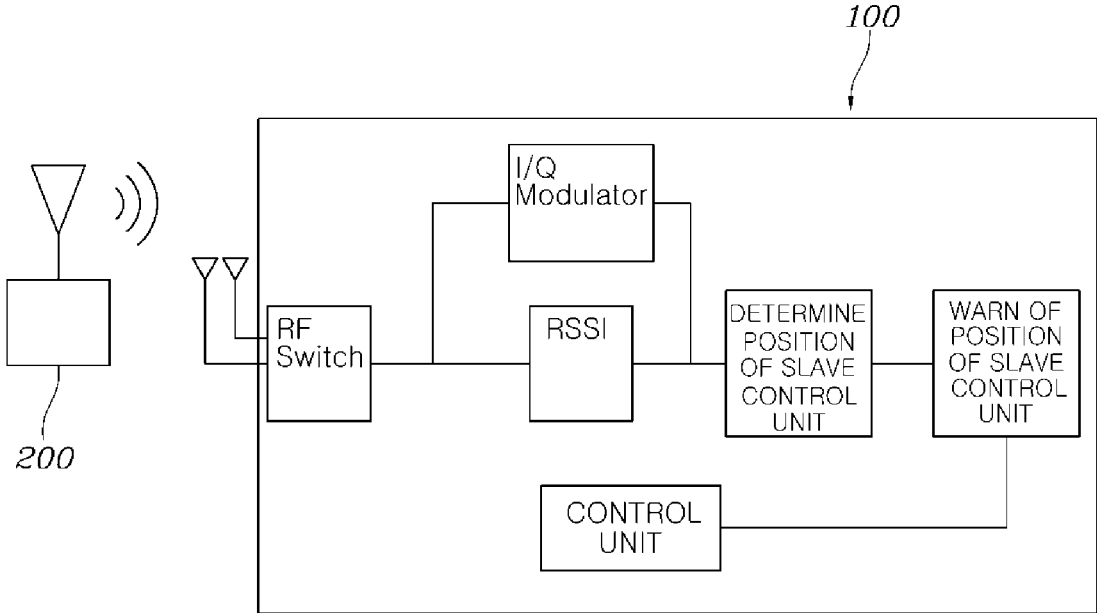 100
I/Q
Modulator
RF
Switch
RSSI
DETERMINE
POSITION
OF SLAVE
CONTROL
UNIT
WARN OF
POSITION
OF SLAVE
CONTROL
UNIT
200
CONTROL
UNIT